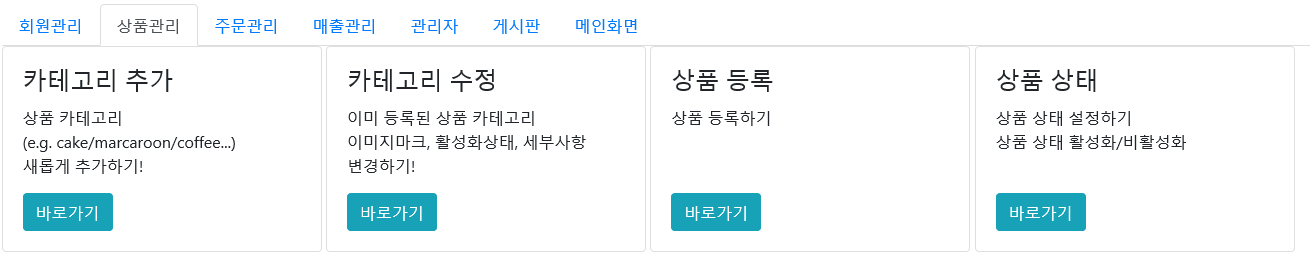 회원관리 상품관리 주문관리 매출관리 관리자 게시판 메인화면
카테고리 추가
상품 카테고리
(e.g. cake/marcaroon/coffee...)
새롭게 추가하기!
바로가기
카테고리 수정
이미 등록된 상품 카테고리
이미지마크, 활성화상태, 세부사항
변경하기!
바로가기
상품 등록
상품 등록하기
바로가기
상품 상태
상품 상태 설정하기
상품 상태 활성화/비활성화
바로가기